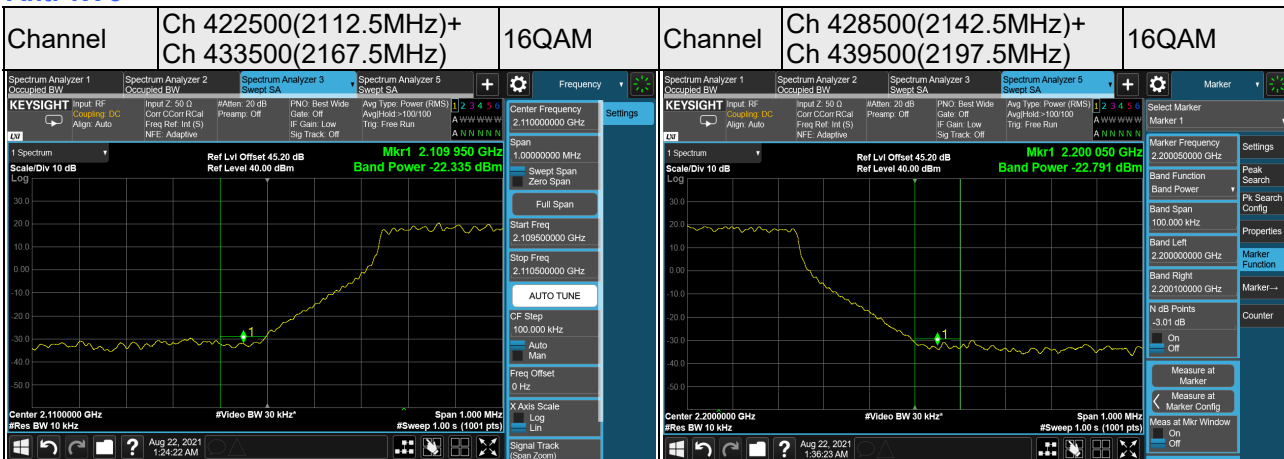 Channel
Ch 422500(2112.5MHz)+
Ch 433500(2167.5MHz)
16QAM
Channel
Ch 428500(2142.5MHz)+
Ch 439500(2197.5MHz)
16QAM
Spectrum Analyzer 1
Occupied BW
Spectrum Analyzer 2
Occupied BW
Spectrum Analyzer 3
Swept SA
Spectrum Analyzer 5
Swept SA
+
Frequency
KEYSIGHT
Input: RF
Coupling: DC
Align: Auto
Input Z: 50 Ω
Corr CCorr RCal
Freq Ref: Int (S)
NFE: Adaptive
#Atten: 20 dB
Preamp: Off
PNO: Best Wide
Gate: Off
IF Gain: Low
Sig Track: Off
Avg Type: Power (RMS)
Avg|Hold:>100/100
Trig: Free Run
1 2 3 4 5 6
A W W W W W
A N N N N N
LXI
1 Spectrum
Scale/Div 10 dB
Log
Ref Lvl Offset 45.20 dB
Ref Level 40.00 dBm
Mkr1 2.109 950 GHz
Band Power -22.335 dBm
30.0
20.0
10.0
0.00
-10.0
-20.0
-30.0
-40.0
-50.0
1
Center 2.1100000 GHz
#Res BW 10 kHz
#Video BW 30 kHz*
Span 1.000 MHz
#Sweep 1.00 s (1001 pts)
Aug 22, 2021
1:24:22 AM
?
Center Frequency
2.110000000 GHz
Settings
Span
1.00000000 MHz
Swept Span
Zero Span
Full Span
Start Freq
2.109500000 GHz
Stop Freq
2.110500000 GHz
AUTO TUNE
CF Step
100.000 kHz
Auto
Man
Freq Offset
0 Hz
X Axis Scale
Log
Lin
Signal Track
(Span Zoom)
Spectrum Analyzer 1
Occupied BW
Spectrum Analyzer 2
Occupied BW
Spectrum Analyzer 3
Swept SA
Spectrum Analyzer 5
Swept SA
+
Marker
KEYSIGHT
Input: RF
Coupling: DC
Align: Auto
Input Z: 50 Ω
Corr CCorr RCal
Freq Ref: Int (S)
NFE: Adaptive
#Atten: 20 dB
Preamp: Off
PNO: Best Wide
Gate: Off
IF Gain: Low
Sig Track: Off
Avg Type: Power (RMS)
Avg|Hold:>100/100
Trig: Free Run
1 2 3 4 5 6
A W W W W W
A N N N N N
LXI
1 Spectrum
Scale/Div 10 dB
Log
Ref Lvl Offset 45.20 dB
Ref Level 40.00 dBm
Mkr1 2.200 050 GHz
Band Power -22.791 dBm
30.0
20.0
10.0
0.00
-10.0
-20.0
-30.0
-40.0
-50.0
1
Center 2.2000000 GHz
#Res BW 10 kHz
#Video BW 30 kHz*
Span 1.000 MHz
#Sweep 1.00 s (1001 pts)
Aug 22, 2021
1:36:23 AM
?
Select Marker
Marker 1
Marker Frequency
2.200050000 GHz
Band Function
Band Power
Band Span
100.000 kHz
Band Left
2.200000000 GHz
Band Right
2.200100000 GHz
N dB Points
-3.01 dB
On
Off
Measure at
Marker
Measure at
Marker Config
Meas at Mkr Window
On
Off
Settings
Peak
Search
Pk Search
Config
Properties
Marker
Function
Marker→
Counter